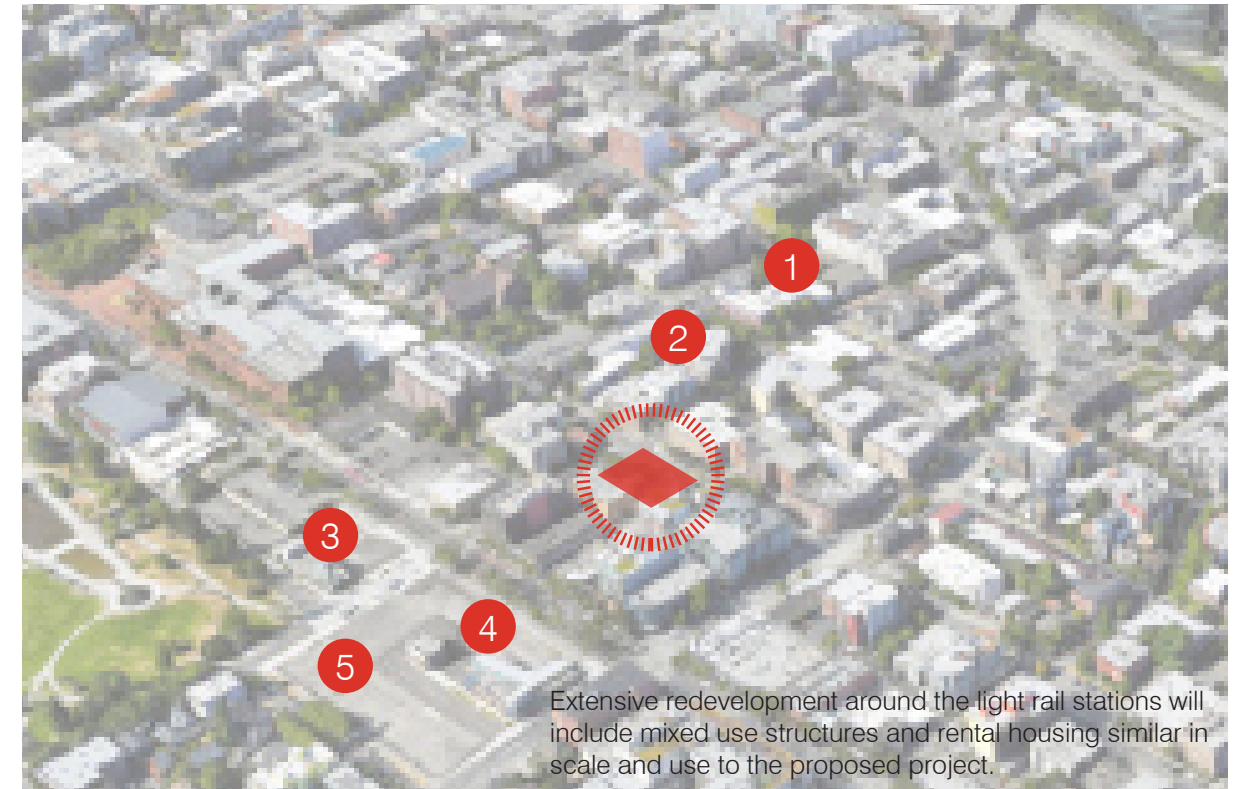 1
2
3
4
5
Extensive redevelopment around the light rail stations will
include mixed use structures and rental housing similar in
scale and use to the proposed project.